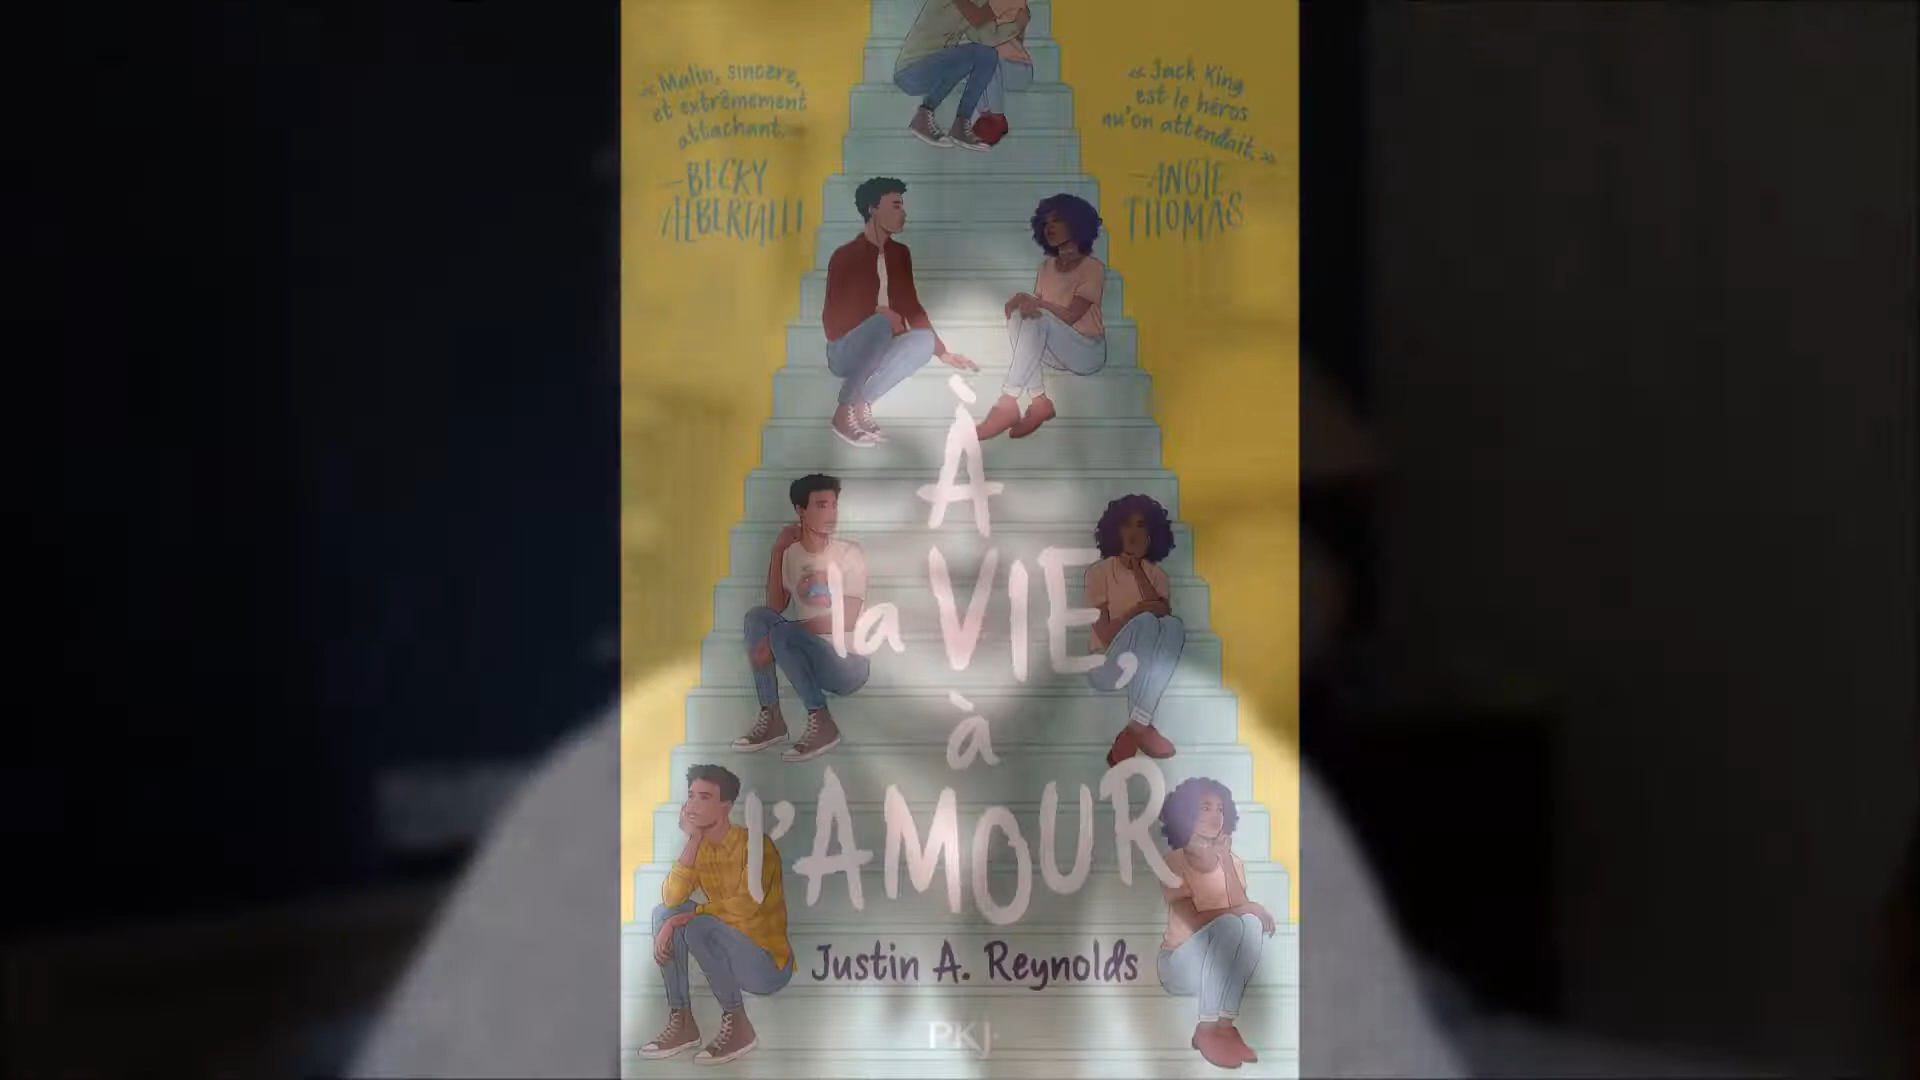 « Malin, sincère,
et extrêmement
attachant. »
— BECKY
ALBERTALLI
« Jack King
est le héros
qu'on attendait. »
— ANGIE
THOMAS
À
la VIE,
à
l'AMOUR
Justin A. Reynolds
PKJ.